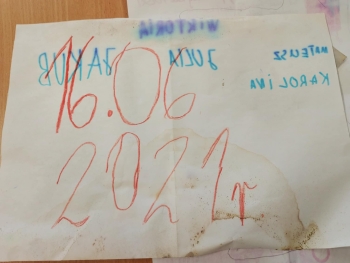 WIKTORIA
JAKUB JULIA MATEUSZ
KAROLINA
16.06
2021r